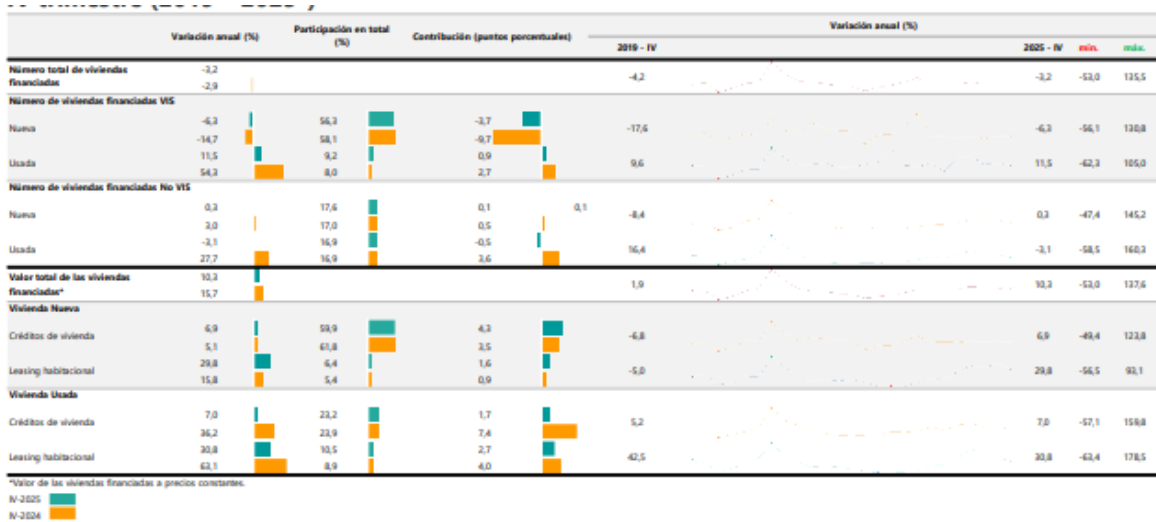 IV trimestre (2019 - 2025
Variación anual (%) Participación en total (%) Contribución (puntos porcentuales) Variación anual (%)
2019 - IV 2025 - IV mín. máx.
Número total de viviendas financiadas -3,2 -4,2 -3,2 -53,0 135,5
-2,9
Número de viviendas financiadas VIS
Nueva -6,3 56,3 -3,7 -17,6 -6,3 -56,1 130,8
-14,7 58,1 -9,7
Usada 11,5 9,2 0,9 9,6 11,5 -62,3 105,0
54,3 8,0 2,7
Número de viviendas financiadas No VIS
Nueva 0,3 17,6 0,1 0,1 -8,4 0,3 -47,4 145,2
3,0 17,0 0,5
Usada -3,1 16,9 -0,5 16,4 -3,1 -58,5 160,3
27,7 16,9 3,6
Valor total de las viviendas financiadas* 10,3 1,9 10,3 -53,0 137,6
15,7
Vivienda Nueva
Créditos de vivienda 6,9 59,9 4,3 -6,8 6,9 -49,4 123,8
5,1 61,8 3,5
Leasing habitacional 29,8 6,4 1,6 -5,0 29,8 -56,5 93,1
15,8 5,4 0,9
Vivienda Usada
Créditos de vivienda 7,0 23,2 1,7 5,2 7,0 -57,1 159,8
36,2 23,9 7,4
Leasing habitacional 30,8 10,5 2,7 42,5 30,8 -63,4 178,5
63,1 8,9 4,0
*Valor de las viviendas financiadas a precios constantes.
IV-2025
IV-2024